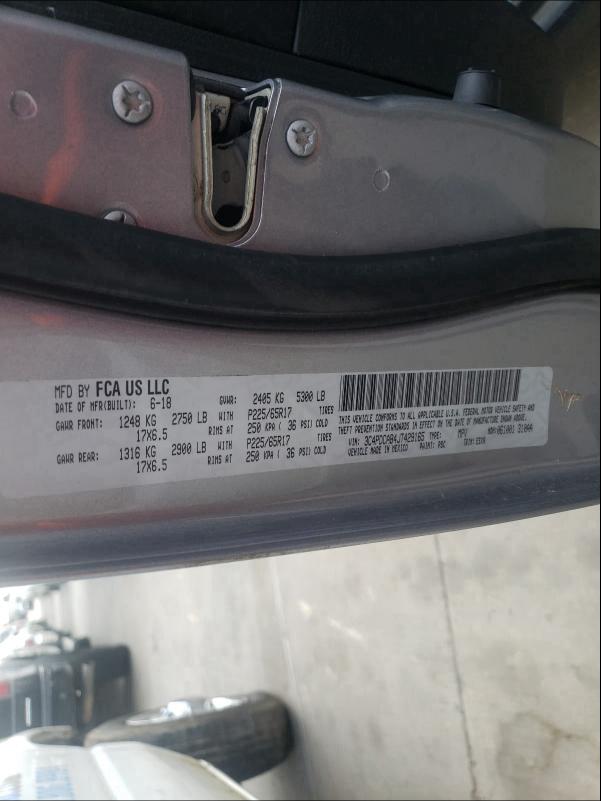 MFD BY FCA US LLC
DATE OF MFR(BUILT): 6-18 GVWR: 2405 KG 5300 LB
GAWR FRONT: 1248 KG 2750 LB WITH P225/65R17 TIRES
17X6.5 RIMS AT 250 KPA ( 36 PSI) COLD
GAWR REAR: 1316 KG 2900 LB WITH P225/65R17 TIRES
17X6.5 RIMS AT 250 KPA ( 36 PSI) COLD
THIS VEHICLE CONFORMS TO ALL APPLICABLE U.S.A. FEDERAL MOTOR VEHICLE SAFETY AND
THEFT PREVENTION STANDARDS IN EFFECT ON THE DATE OF MANUFACTURE SHOWN ABOVE.
VIN: 3C4PDCAB4JT429165 TYPE: MPV MDH: 061001
VEHICLE MADE IN MEXICO PAINT: TRIM: